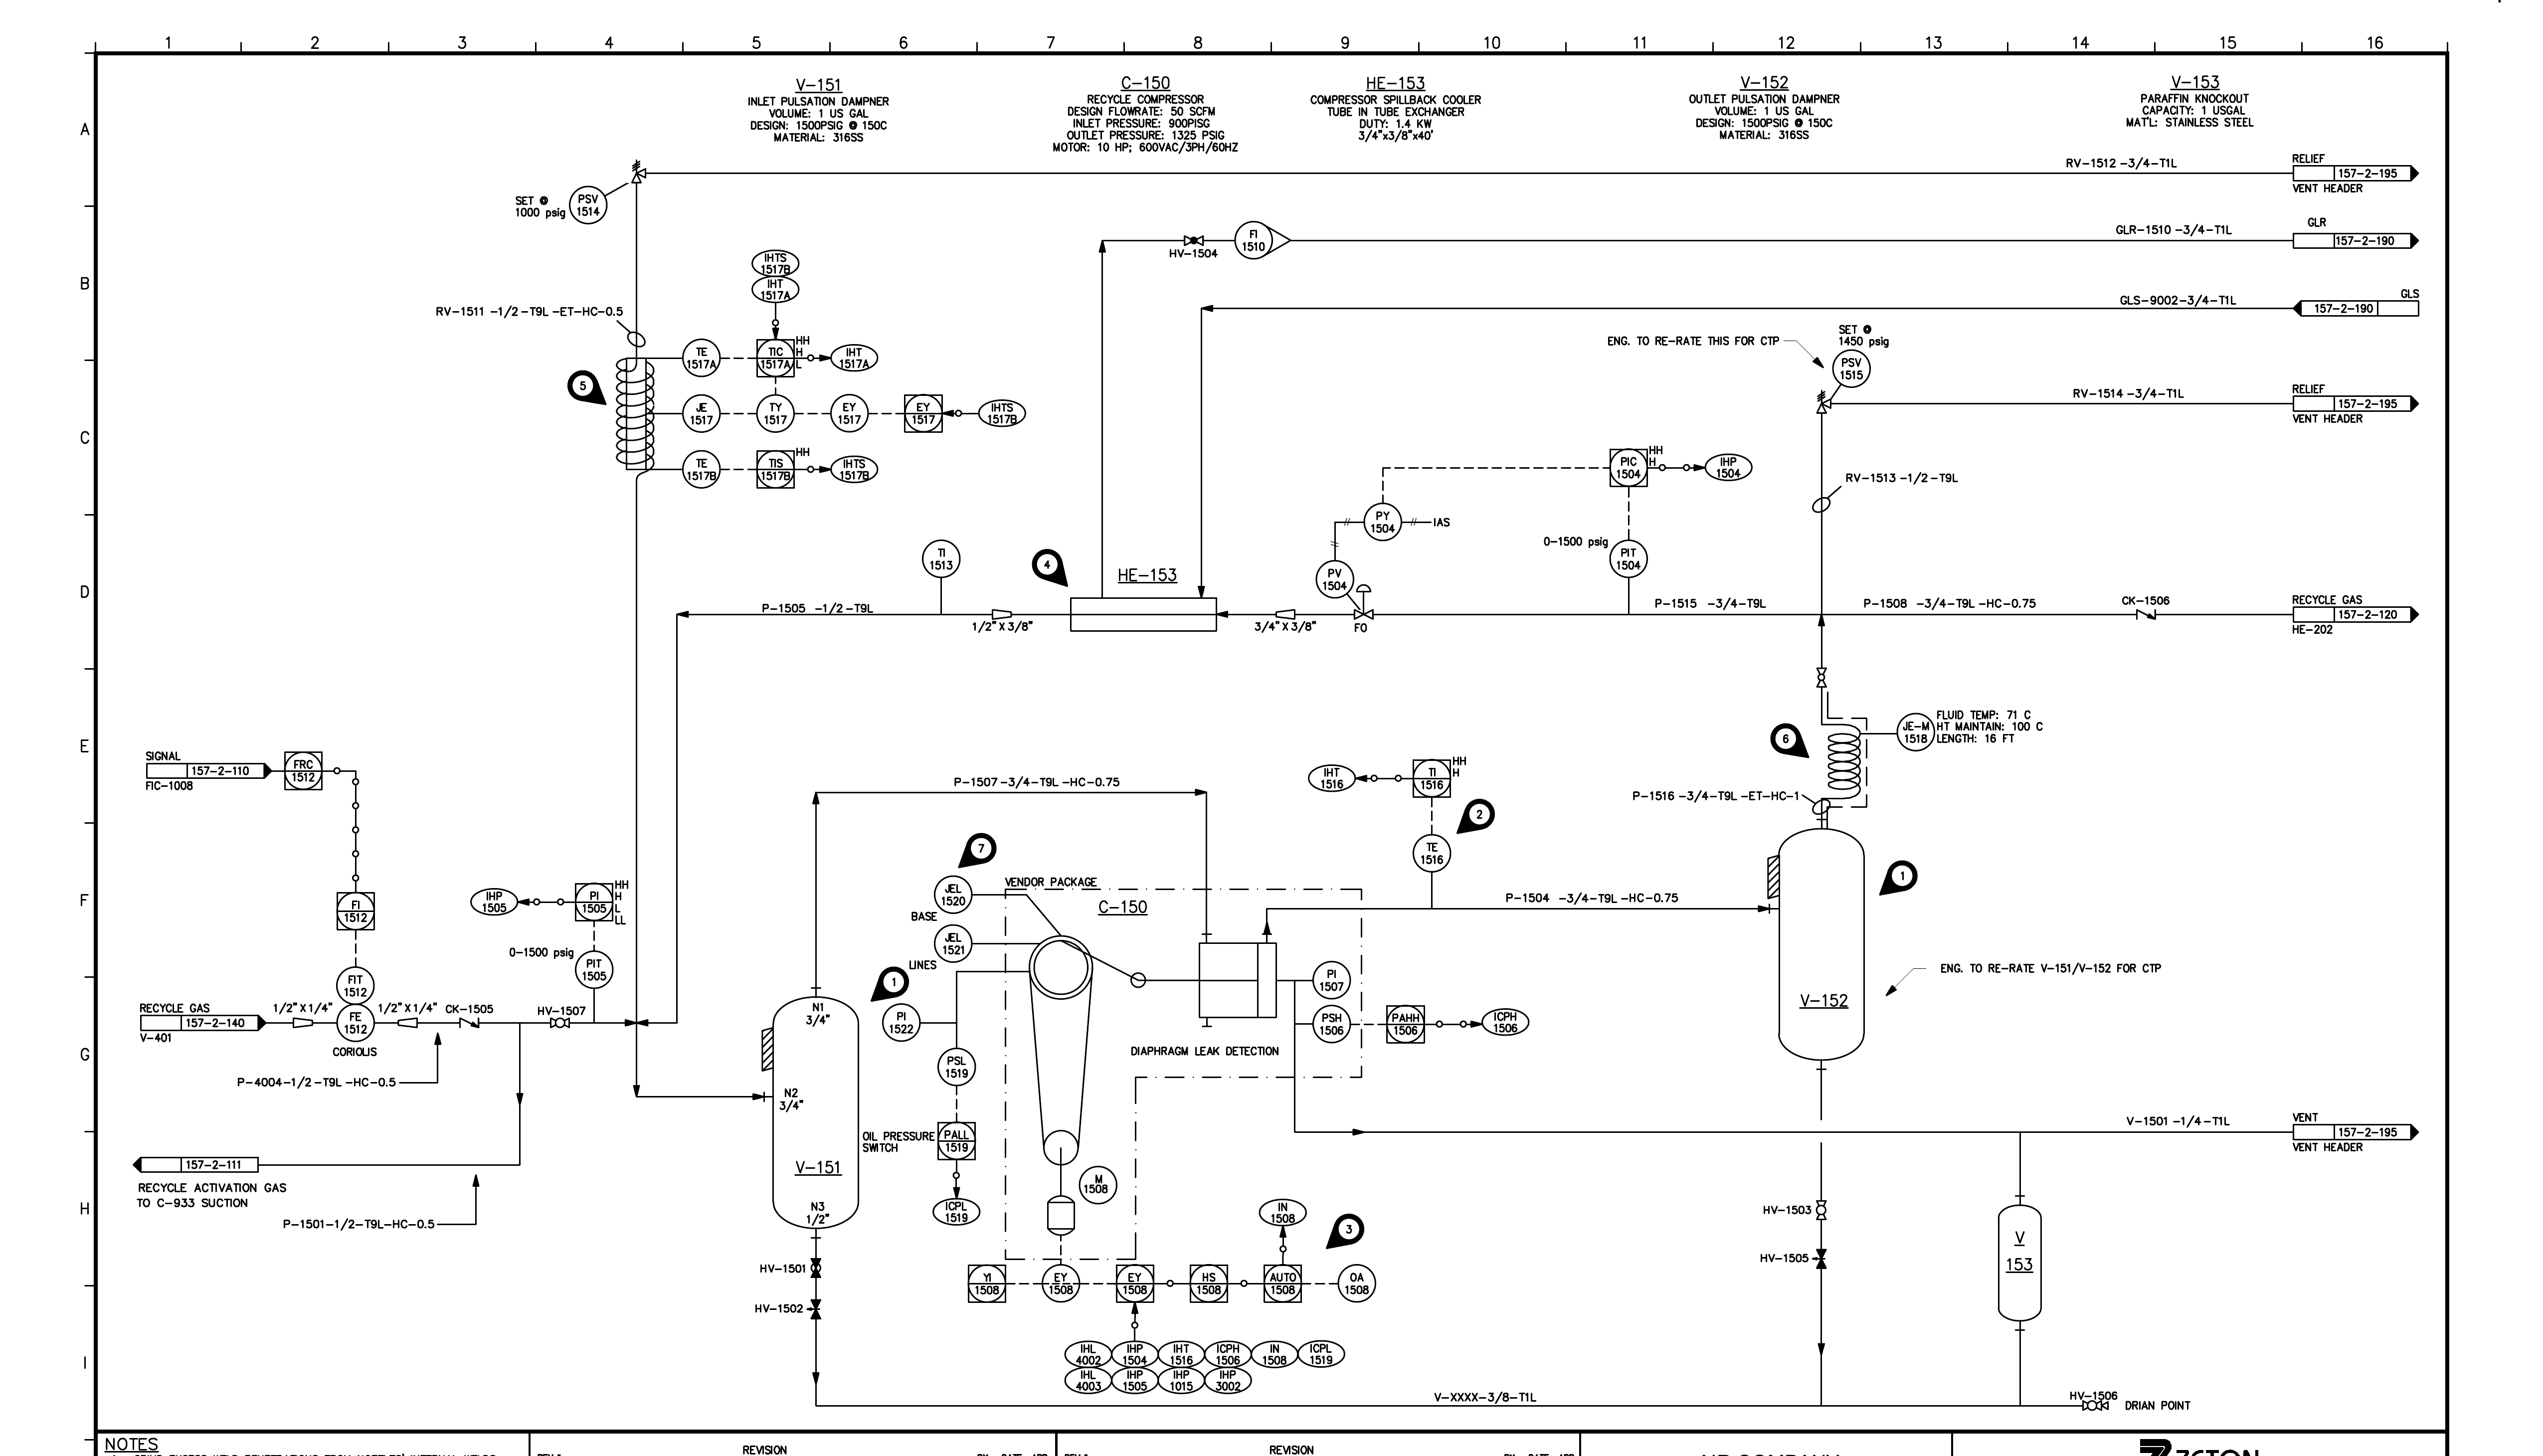 1 2 3 4 5 6 7 8 9 10 11 12 13 14 15 16
A
B
C
D
E
F
G
H
I
V-151
INLET PULSATION DAMPNER
VOLUME: 1 US GAL
DESIGN: 1500PSIG @ 150C
MATERIAL: 316SS
C-150
RECYCLE COMPRESSOR
DESIGN FLOWRATE: 50 SCFM
INLET PRESSURE: 900PISG
OUTLET PRESSURE: 1325 PSIG
MOTOR: 10 HP; 600VAC/3PH/60HZ
HE-153
COMPRESSOR SPILLBACK COOLER
TUBE IN TUBE EXCHANGER
DUTY: 1.4 KW
3/4"x3/8"x40'
V-152
OUTLET PULSATION DAMPNER
VOLUME: 1 US GAL
DESIGN: 1500PSIG @ 150C
MATERIAL: 316SS
V-153
PARAFFIN KNOCKOUT
CAPACITY: 1 USGAL
MAT'L: STAINLESS STEEL
SET @
1000 psig
PSV
1514
RV-1512 -3/4-T1L
RELIEF
157-2-195
VENT HEADER
HV-1504
FI
1510
GLR-1510 -3/4-T1L
GLR
157-2-190
GLS-9002-3/4-T1L
GLS
157-2-190
IHTS
1517B
IHT
1517A
RV-1511 -1/2 -T9L -ET-HC-0.5
5
TE
1517A
TIC
1517A
HH
H
L
IHT
1517A
JE
1517
TY
1517
EY
1517
EY
1517
IHTS
1517B
TE
1517B
TIS
1517B
HH
IHTS
1517B
ENG. TO RE-RATE THIS FOR CTP
SET @
1450 psig
PSV
1515
RV-1514 -3/4-T1L
RELIEF
157-2-195
VENT HEADER
PIC
1504
HH
H
IHP
1504
RV-1513 -1/2 -T9L
PY
1504
IAS
0-1500 psig
PIT
1504
PV
1504
FO
TI
1513
4
HE-153
P-1505 -1/2 -T9L
1/2" X 3/8"
3/4" X 3/8"
P-1515 -3/4-T9L
P-1508 -3/4-T9L -HC-0.75
CK-1506
RECYCLE GAS
157-2-120
HE-202
6
JE-M
1518
FLUID TEMP: 71 C
HT MAINTAIN: 100 C
LENGTH: 16 FT
P-1516 -3/4-T9L -ET-HC-1
SIGNAL
157-2-110
FIC-1008
FRC
1512
FI
1512
FIT
1512
FE
1512
CORIOLIS
IHP
1505
PI
1505
HH
H
L
LL
0-1500 psig
PIT
1505
RECYCLE GAS
157-2-140
V-401
1/2" X 1/4"
1/2" X 1/4"
CK-1505
HV-1507
P-4004-1/2 -T9L -HC-0.5
157-2-111
RECYCLE ACTIVATION GAS
TO C-933 SUCTION
P-1501-1/2-T9L-HC-0.5
P-1507 -3/4-T9L -HC-0.75
IHT
1516
TI
1516
HH
H
2
TE
1516
7
VENDOR PACKAGE
C-150
JEL
1520
BASE
JEL
1521
LINES
1
PI
1522
PSL
1519
OIL PRESSURE
SWITCH
PALL
1519
ICPL
1519
P-1504 -3/4-T9L -HC-0.75
1
PI
1507
PSH
1506
PAHH
1506
ICPH
1506
DIAPHRAGM LEAK DETECTION
ENG. TO RE-RATE V-151/V-152 FOR CTP
V-152
N1
3/4"
N2
3/4"
V-151
N3
1/2"
HV-1501
HV-1502
M
1508
IN
1508
3
YI
1508
EY
1508
EY
1508
HS
1508
AUTO
1508
OA
1508
IHL
4002
IHP
1504
IHT
1516
ICPH
1506
IN
1508
ICPL
1519
IHL
4003
IHP
1505
IHP
1015
IHP
3002
V-1501 -1/4-T1L
VENT
157-2-195
VENT HEADER
HV-1503
HV-1505
V
153
V-XXXX-3/8-T1L
HV-1506
DRIAN POINT
NOTES
REVISION
REVISION